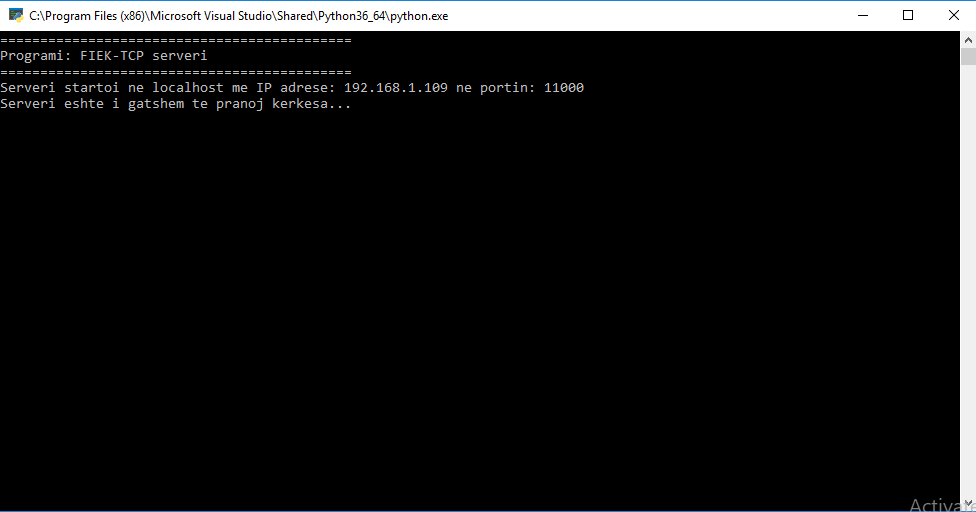 C:\Program Files (x86)\Microsoft Visual Studio\Shared\Python36_64\python.exe
============================================
Programi: FIEK-TCP serveri
============================================
Serveri startoi ne localhost me IP adrese: 192.168.1.109 ne portin: 11000
Serveri eshte i gatshem te pranoj kerkesa...